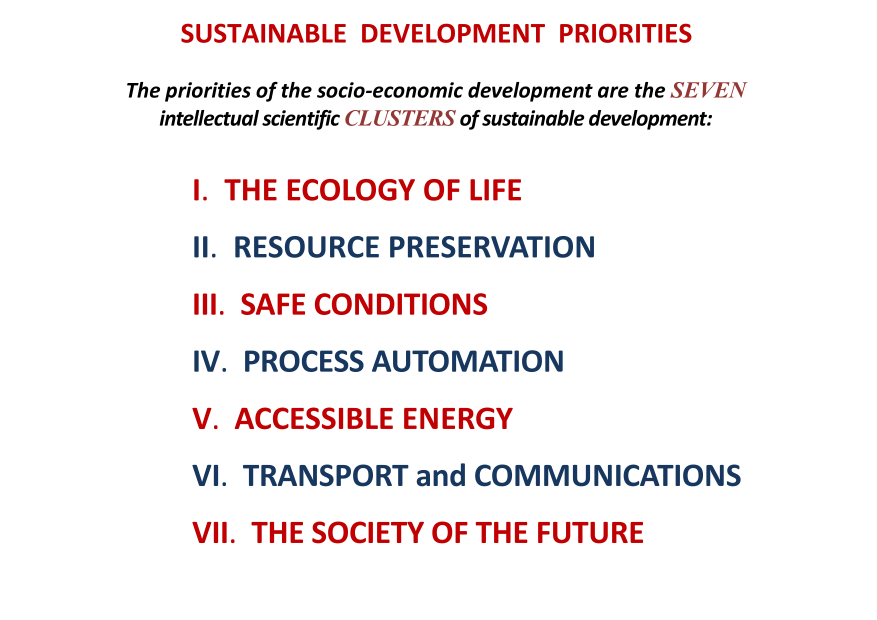 SUSTAINABLE DEVELOPMENT PRIORITIES
The priorities of the socio-economic development are the SEVEN
intellectual scientific CLUSTERS of sustainable development:
I. THE ECOLOGY OF LIFE
II. RESOURCE PRESERVATION
III. SAFE CONDITIONS
IV. PROCESS AUTOMATION
V. ACCESSIBLE ENERGY
VI. TRANSPORT and COMMUNICATIONS
VII. THE SOCIETY OF THE FUTURE